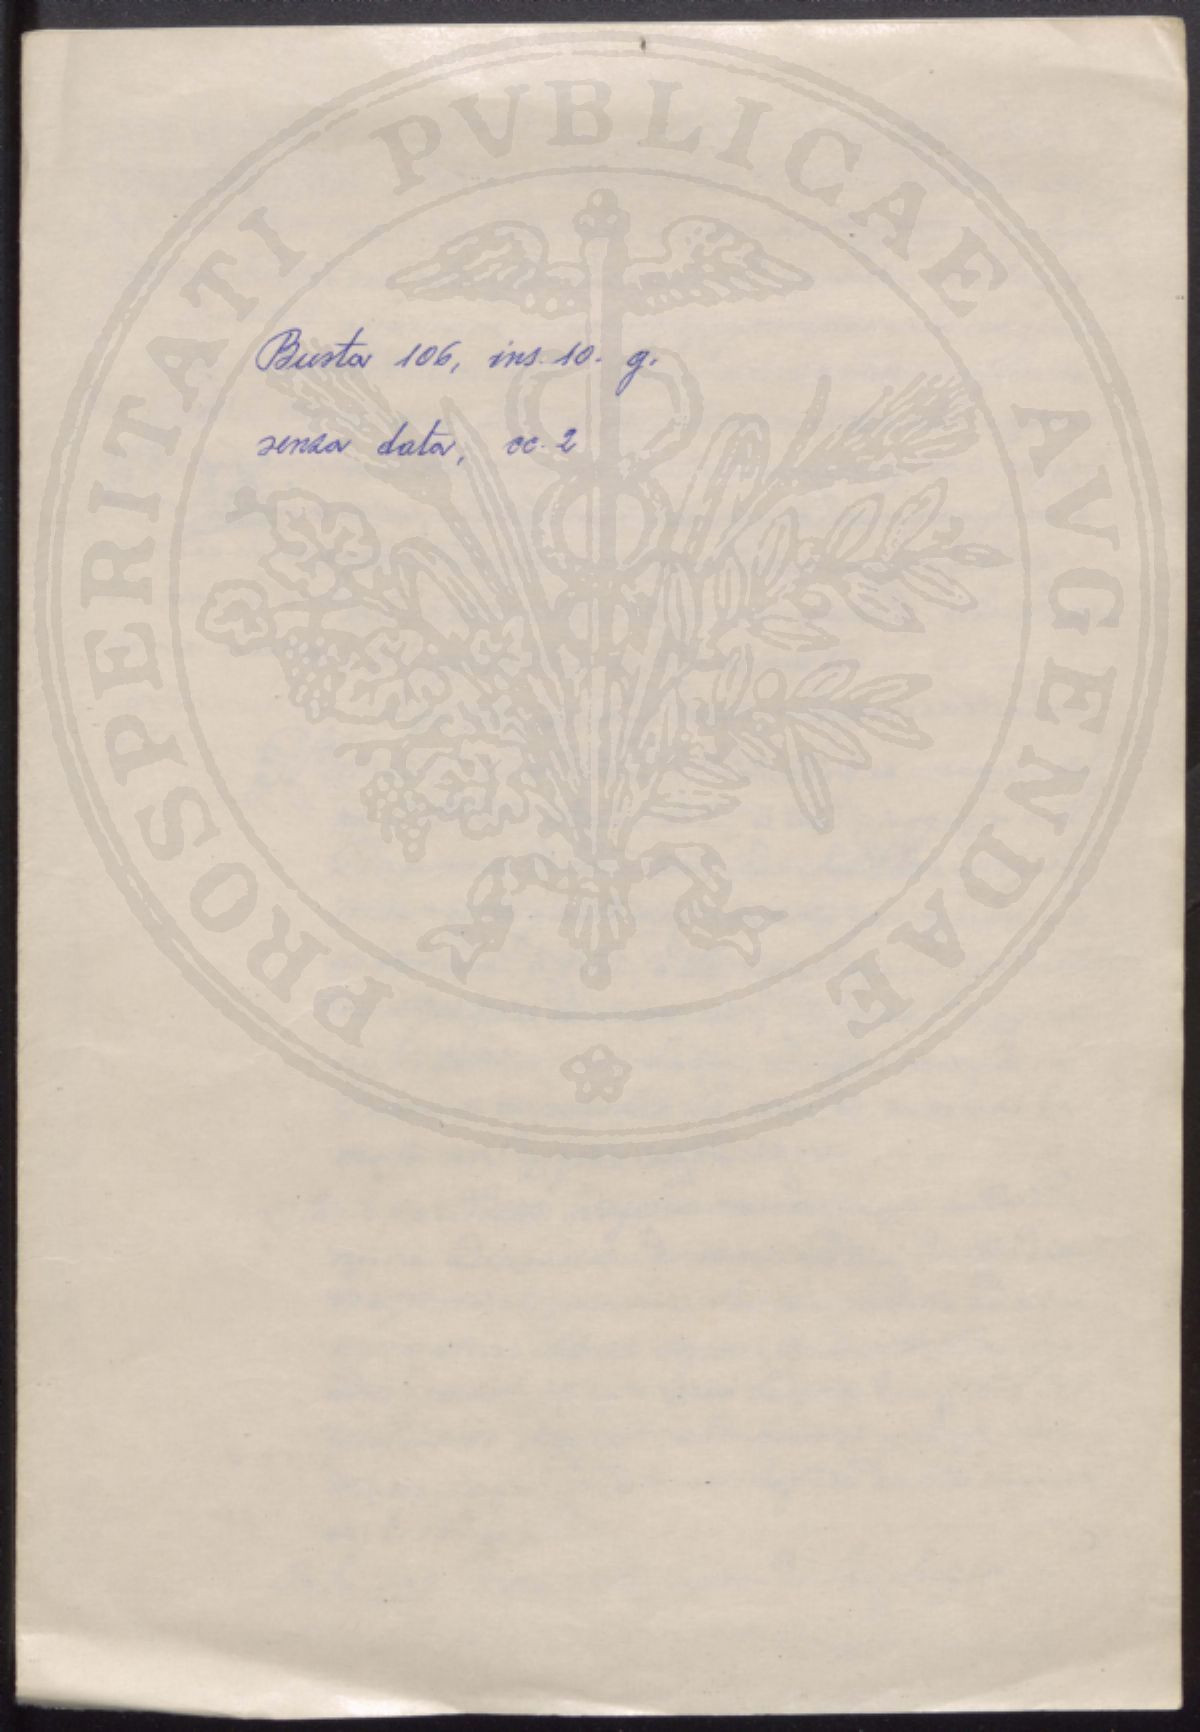 PROSPERITATI PVBLICAE AVGENDAE
Busta 106, ins. 10. g.
senza data, cc. 2